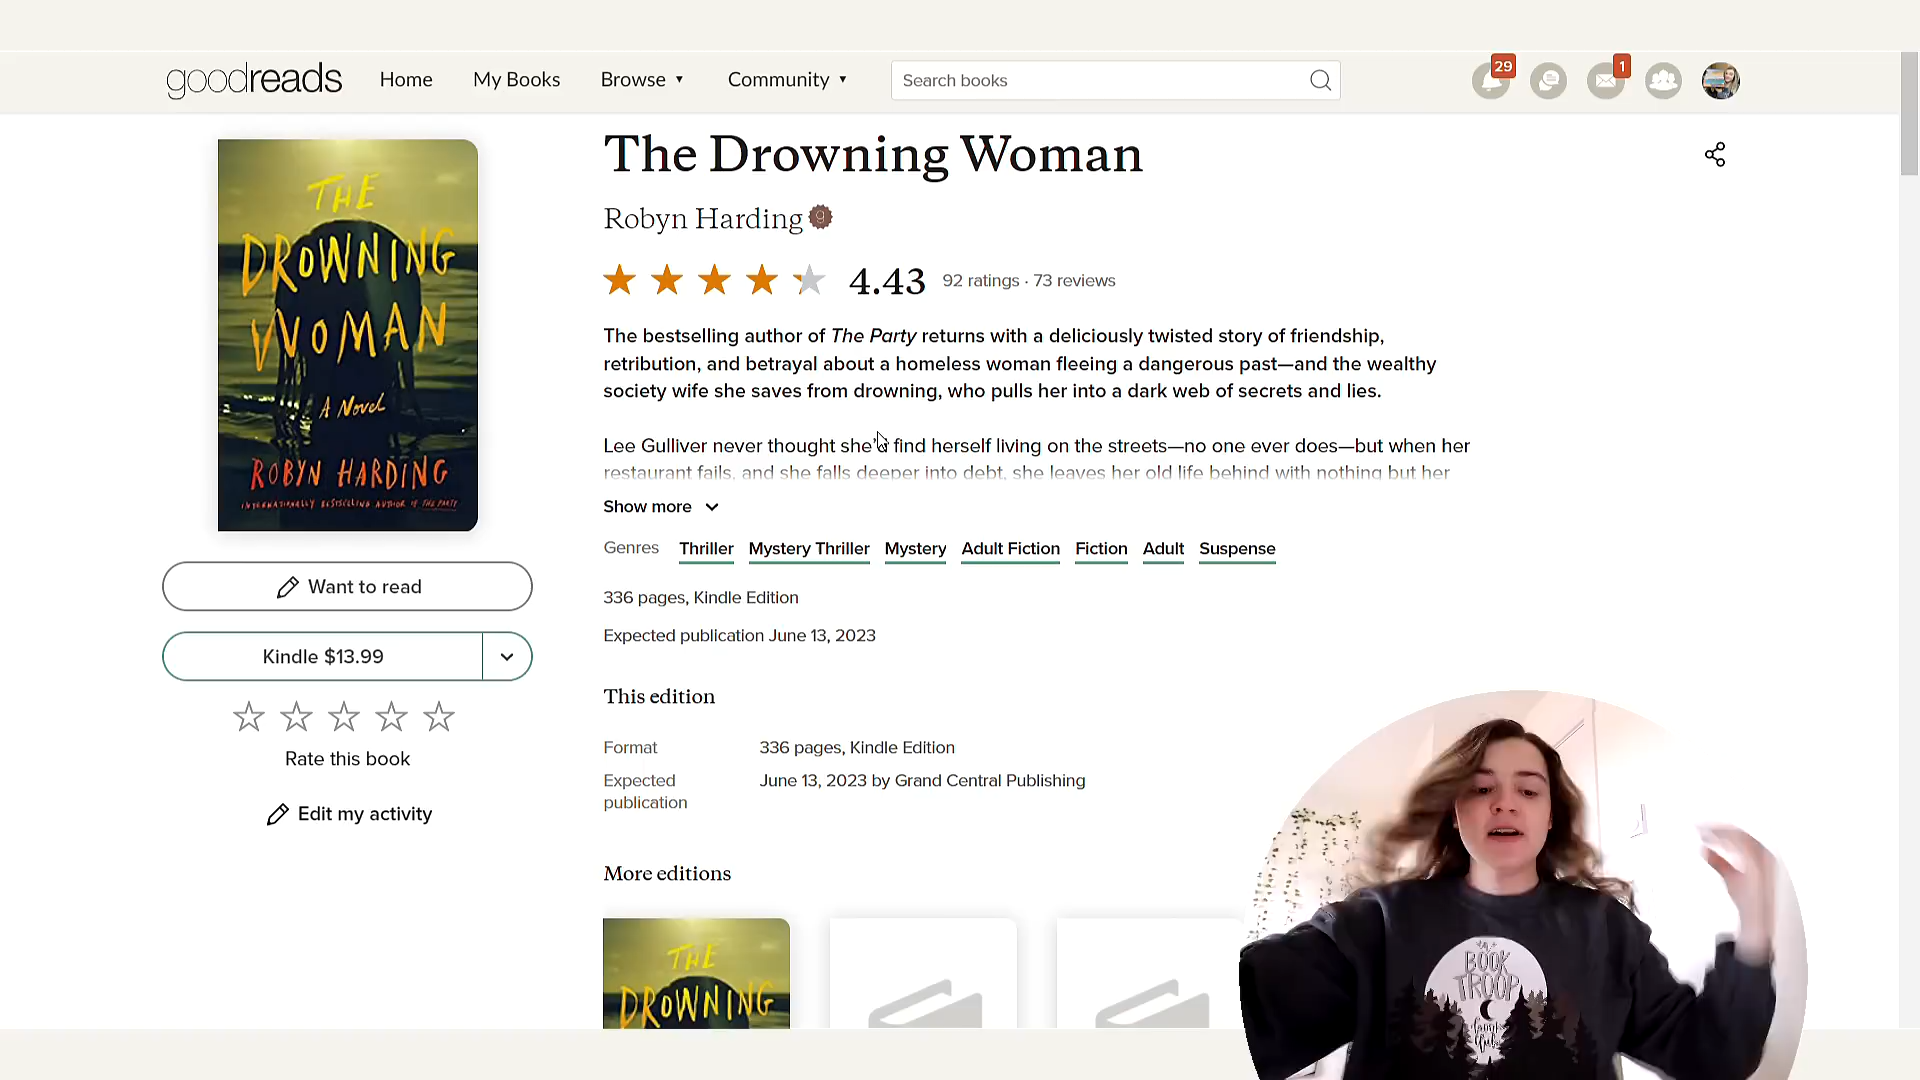 goodreads
Home
My Books
Browse ▼
Community ▼
Search books
29
1
THE
DROWNING
WOMAN
A Novel
ROBYN HARDING
INTERNATIONALLY BESTSELLING AUTHOR OF THE PARTY
Want to read
Kindle $13.99
Rate this book
Edit my activity
The Drowning Woman
Robyn Harding g
4.43 92 ratings · 73 reviews
The bestselling author of The Party returns with a deliciously twisted story of friendship,
retribution, and betrayal about a homeless woman fleeing a dangerous past—and the wealthy
society wife she saves from drowning, who pulls her into a dark web of secrets and lies.
Lee Gulliver never thought she'd find herself living on the streets—no one ever does—but when her
restaurant fails, and she falls deeper into debt, she leaves her old life behind with nothing but her
Show more
Genres Thriller Mystery Thriller Mystery Adult Fiction Fiction Adult Suspense
336 pages, Kindle Edition
Expected publication June 13, 2023
This edition
Format 336 pages, Kindle Edition
Expected publication June 13, 2023 by Grand Central Publishing
More editions
THE
DROWNING
BOOK
TROOP